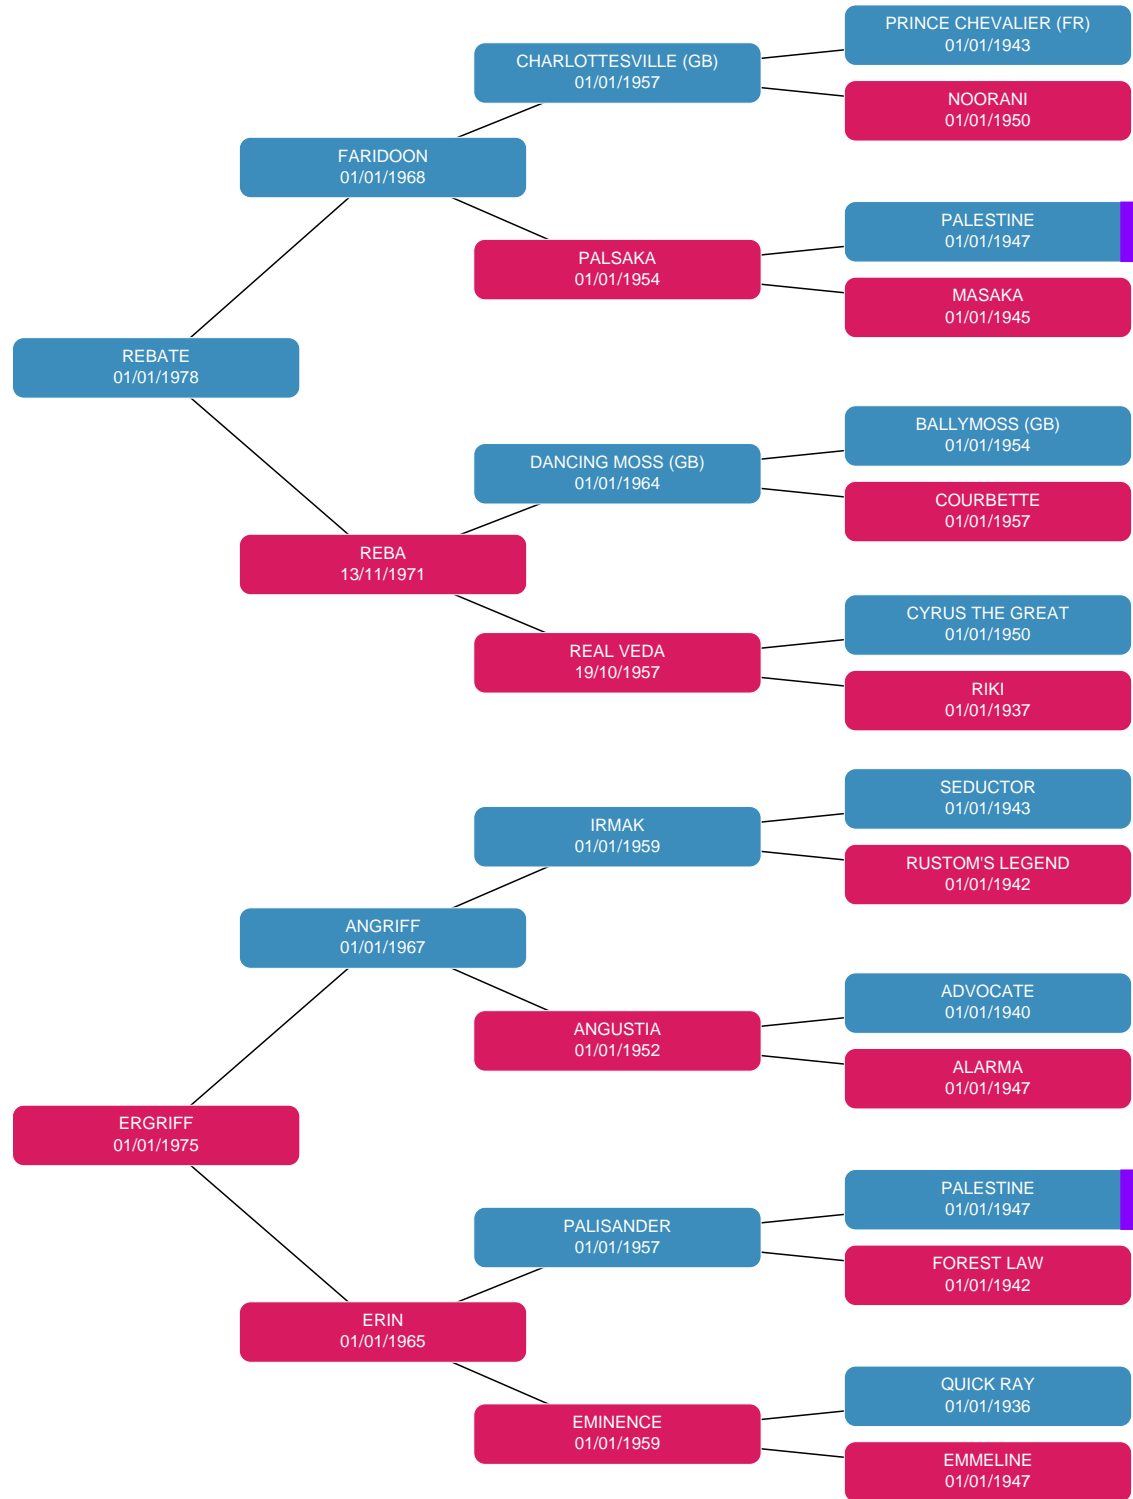 PRINCE CHEVALIER (FR)
01/01/1943
CHARLOTTESVILLE (GB)
01/01/1957
NOORANI
01/01/1950
FARIDOON
01/01/1968
PALESTINE
01/01/1947
PALSAKA
01/01/1954
MASAKA
01/01/1945
REBATE
01/01/1978
BALLYMOSS (GB)
01/01/1954
DANCING MOSS (GB)
01/01/1964
COURBETTE
01/01/1957
REBA
13/11/1971
CYRUS THE GREAT
01/01/1950
REAL VEDA
19/10/1957
RIKI
01/01/1937
SEDUCTOR
01/01/1943
IRMAK
01/01/1959
RUSTOM'S LEGEND
01/01/1942
ANGRIFF
01/01/1967
ADVOCATE
01/01/1940
ANGUSTIA
01/01/1952
ALARMA
01/01/1947
ERGRIFF
01/01/1975
PALESTINE
01/01/1947
PALISANDER
01/01/1957
FOREST LAW
01/01/1942
ERIN
01/01/1965
QUICK RAY
01/01/1936
EMINENCE
01/01/1959
EMMELINE
01/01/1947